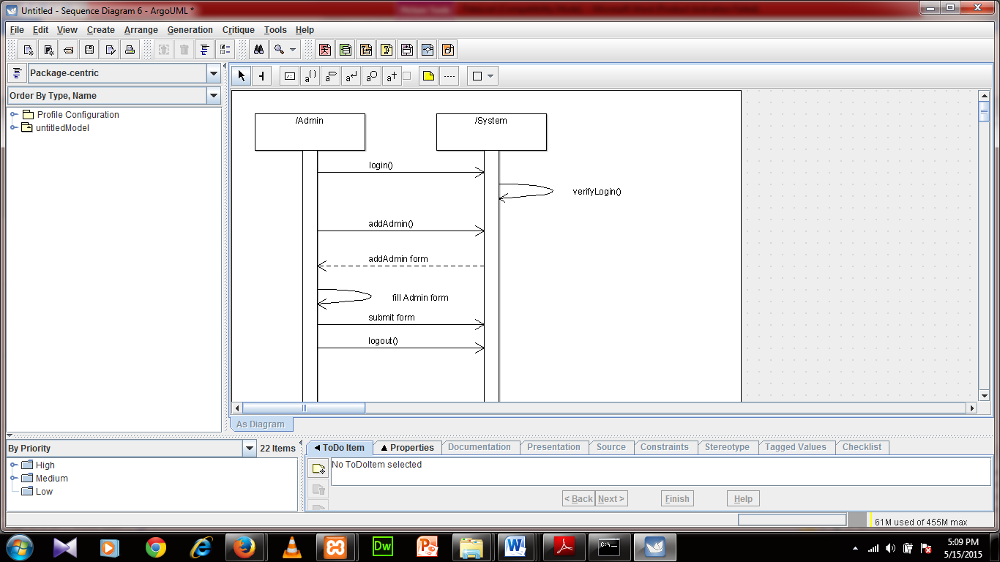 Untitled - Sequence Diagram 6 - ArgoUML *
File Edit View Create Arrange Generation Critique Tools Help
Package-centric
Order By Type, Name
Profile Configuration
untitledModel
/Admin
/System
login()
verifyLogin()
addAdmin()
addAdmin form
fill Admin form
submit form
logout()
As Diagram
By Priority
22 Items
High
Medium
Low
ToDo Item Properties Documentation Presentation Source Constraints Stereotype Tagged Values Checklist
No ToDoItem selected
< Back Next > Finish Help
61M used of 455M max
Dw
5:09 PM
5/15/2015